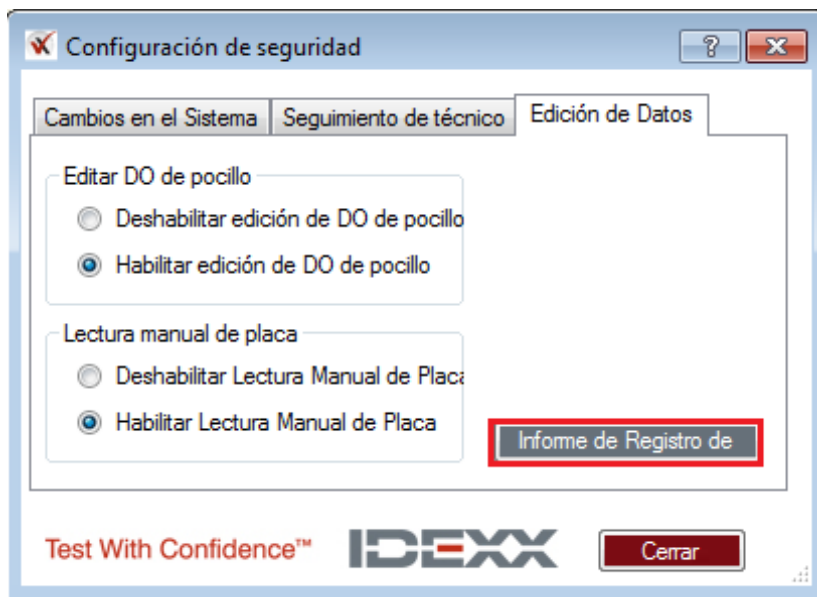 Configuración de seguridad
Cambios en el Sistema Seguimiento de técnico Edición de Datos
Editar DO de pocillo
Deshabilitar edición de DO de pocillo
Habilitar edición de DO de pocillo
Lectura manual de placa
Deshabilitar Lectura Manual de Placa
Habilitar Lectura Manual de Placa
Informe de Registro de
Test With Confidence™ IDEXX Cerrar